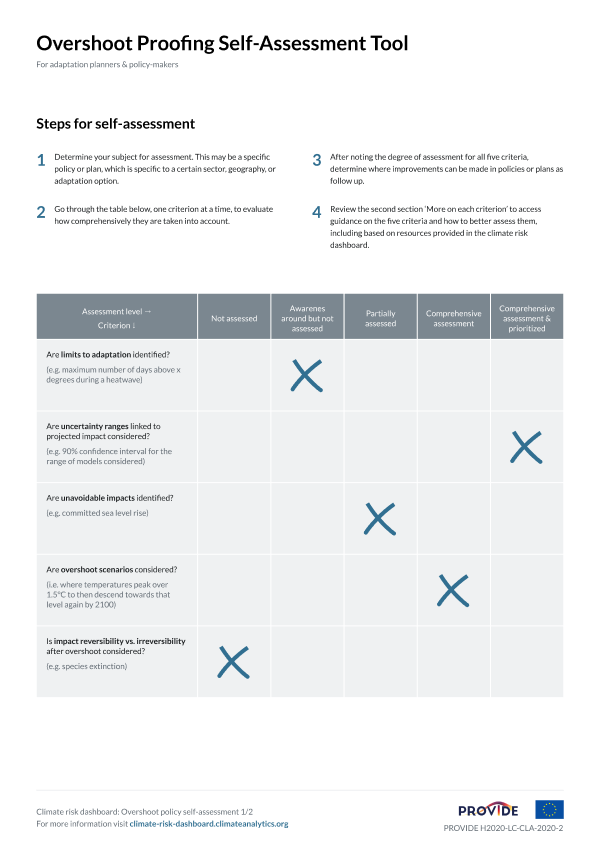 Overshoot Proofing Self-Assessment Tool
For adaptation planners & policy-makers
Steps for self-assessment
1
Determine your subject for assessment. This may be a specific
policy or plan, which is specific to a certain sector, geography, or
adaptation option.
2
Go through the table below, one criterion at a time, to evaluate
how comprehensively they are taken into account.
3
After noting the degree of assessment for all five criteria,
determine where improvements can be made in policies or plans as
follow up.
4
Review the second section ‘More on each criterion’ to access
guidance on the five criteria and how to better assess them,
including based on resources provided in the climate risk
dashboard.
Assessment level →
Criterion ↓
Not assessed
Awarenes
around but not
assessed
Partially
assessed
Comprehensive
assessment
Comprehensive
assessment &
prioritized
Are limits to adaptation identified?
(e.g. maximum number of days above x
degrees during a heatwave)
Are uncertainty ranges linked to
projected impact considered?
(e.g. 90% confidence interval for the
range of models considered)
Are unavoidable impacts identified?
(e.g. committed sea level rise)
Are overshoot scenarios considered?
(i.e. where temperatures peak over
1.5°C to then descend towards that
level again by 2100)
Is impact reversibility vs. irreversibility
after overshoot considered?
(e.g. species extinction)
Climate risk dashboard: Overshoot policy self-assessment 1/2
For more information visit climate-risk-dashboard.climateanalytics.org
PROVIDE
PROVIDE H2020-LC-CLA-2020-2